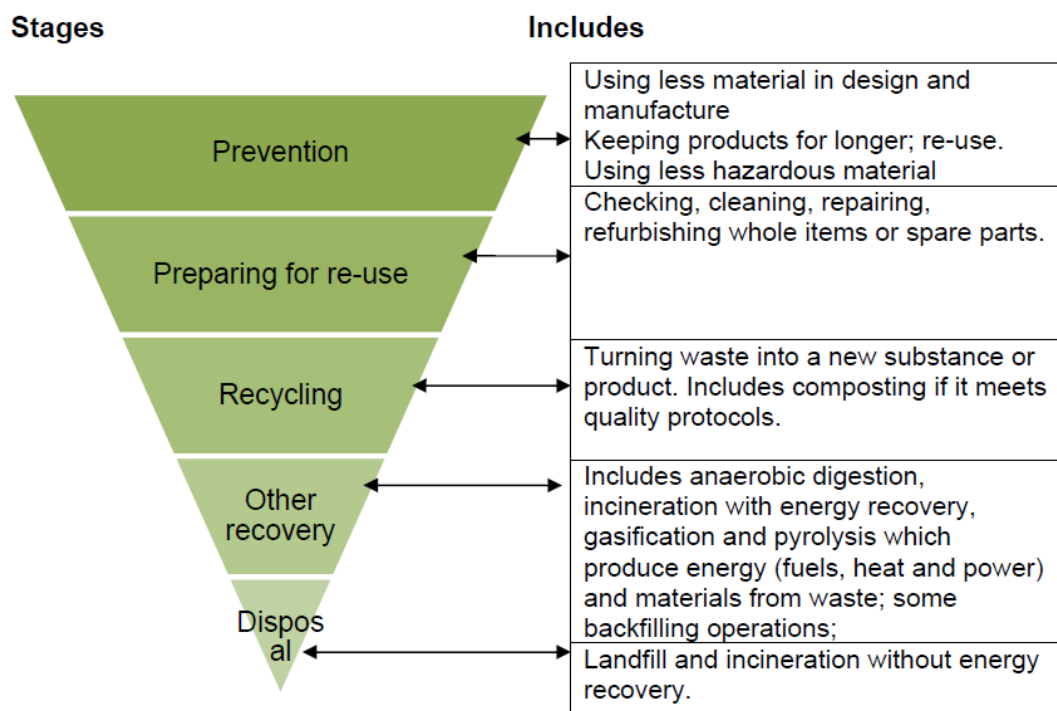 Stages
Includes
Prevention
Using less material in design and
manufacture
Keeping products for longer; re-use.
Using less hazardous material
Preparing for re-use
Checking, cleaning, repairing,
refurbishing whole items or spare parts.
Recycling
Turning waste into a new substance or
product. Includes composting if it meets
quality protocols.
Other
recovery
Includes anaerobic digestion,
incineration with energy recovery,
gasification and pyrolysis which
produce energy (fuels, heat and power)
and materials from waste; some
backfilling operations;
Dispos
al
Landfill and incineration without energy
recovery.